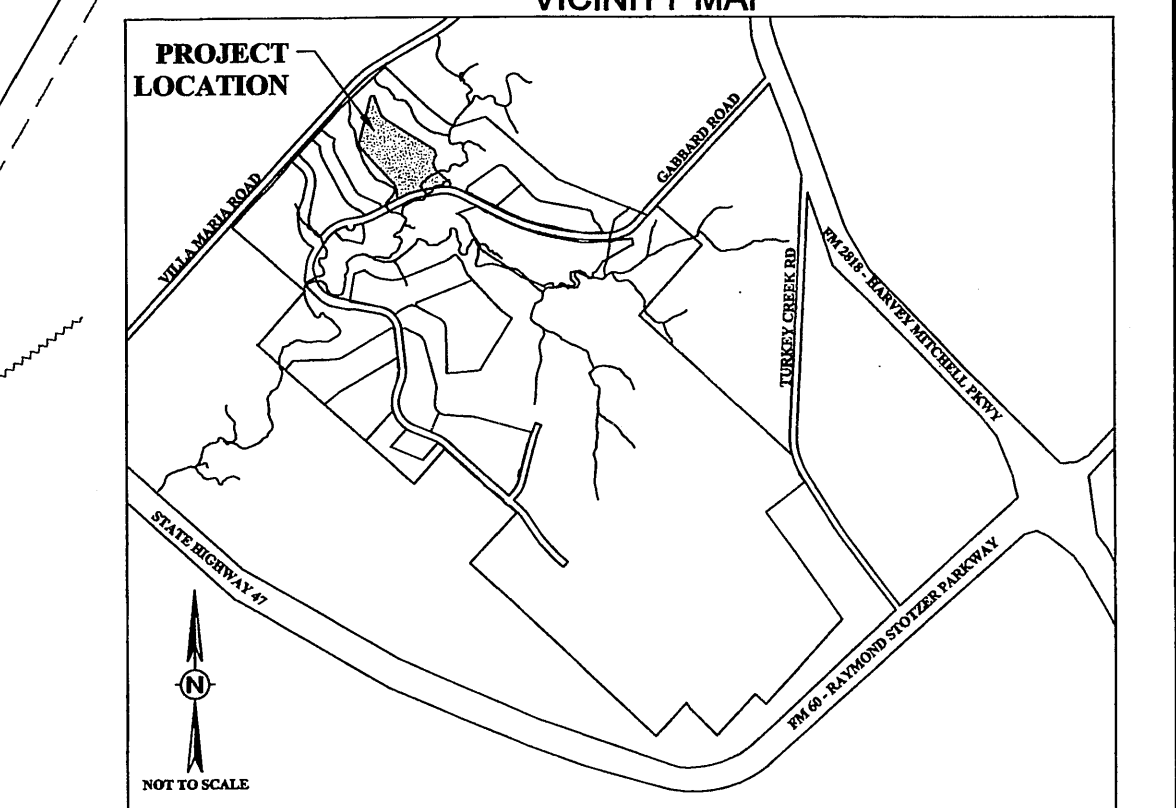 VICINITY MAP
PROJECT
LOCATION
VILLA MARIA ROAD
GABBARD ROAD
TURKEY CREEK RD
FM 2818 - HARVEY MITCHELL PKWY
STATE HIGHWAY 47
FM 60 - RAYMOND STOTZER PARKWAY
N
NOT TO SCALE